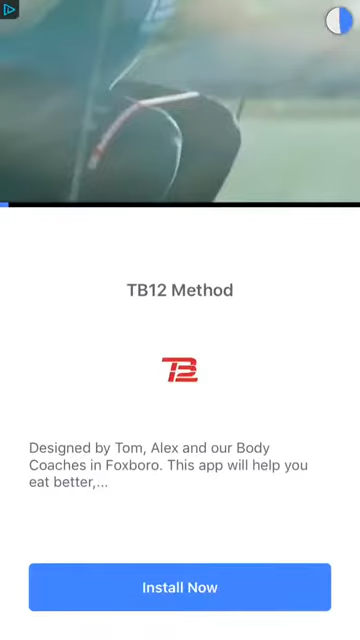 TB12 Method
TB12
Designed by Tom, Alex and our Body
Coaches in Foxboro. This app will help you
eat better,...
Install Now